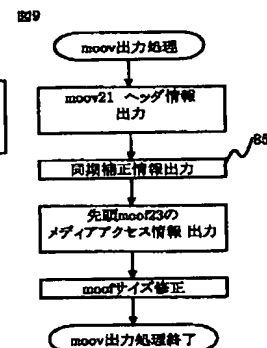 図9
moov出力処理
moov21 ヘッダ情報
出力
同期補正情報出力
85
先頭moof23の
メディアアクセス情報 出力
moofサイズ修正
moov出力処理終了